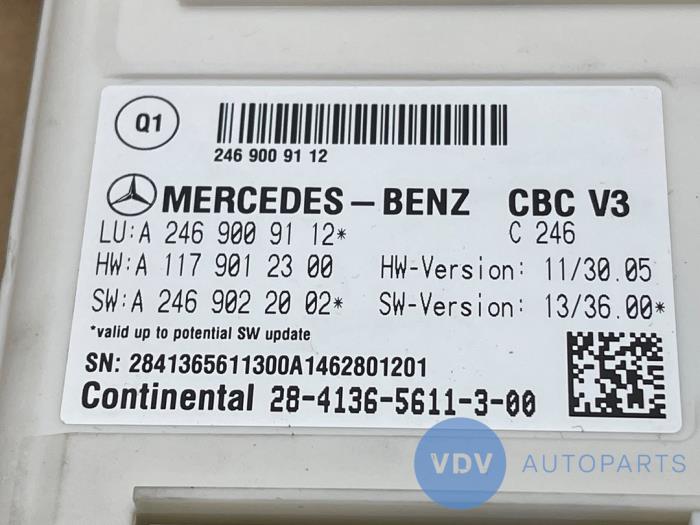 Q1
246 900 91 12
MERCEDES-BENZ CBC V3
LU:A 246 900 91 12* C 246
HW:A 117 901 23 00 HW-Version: 11/30.05
SW:A 246 902 20 02* SW-Version: 13/36.00*
*valid up to potential SW update
SN: 2841365611300A1462801201
Continental 28-4136-5611-3-00
VDV AUTOPARTS